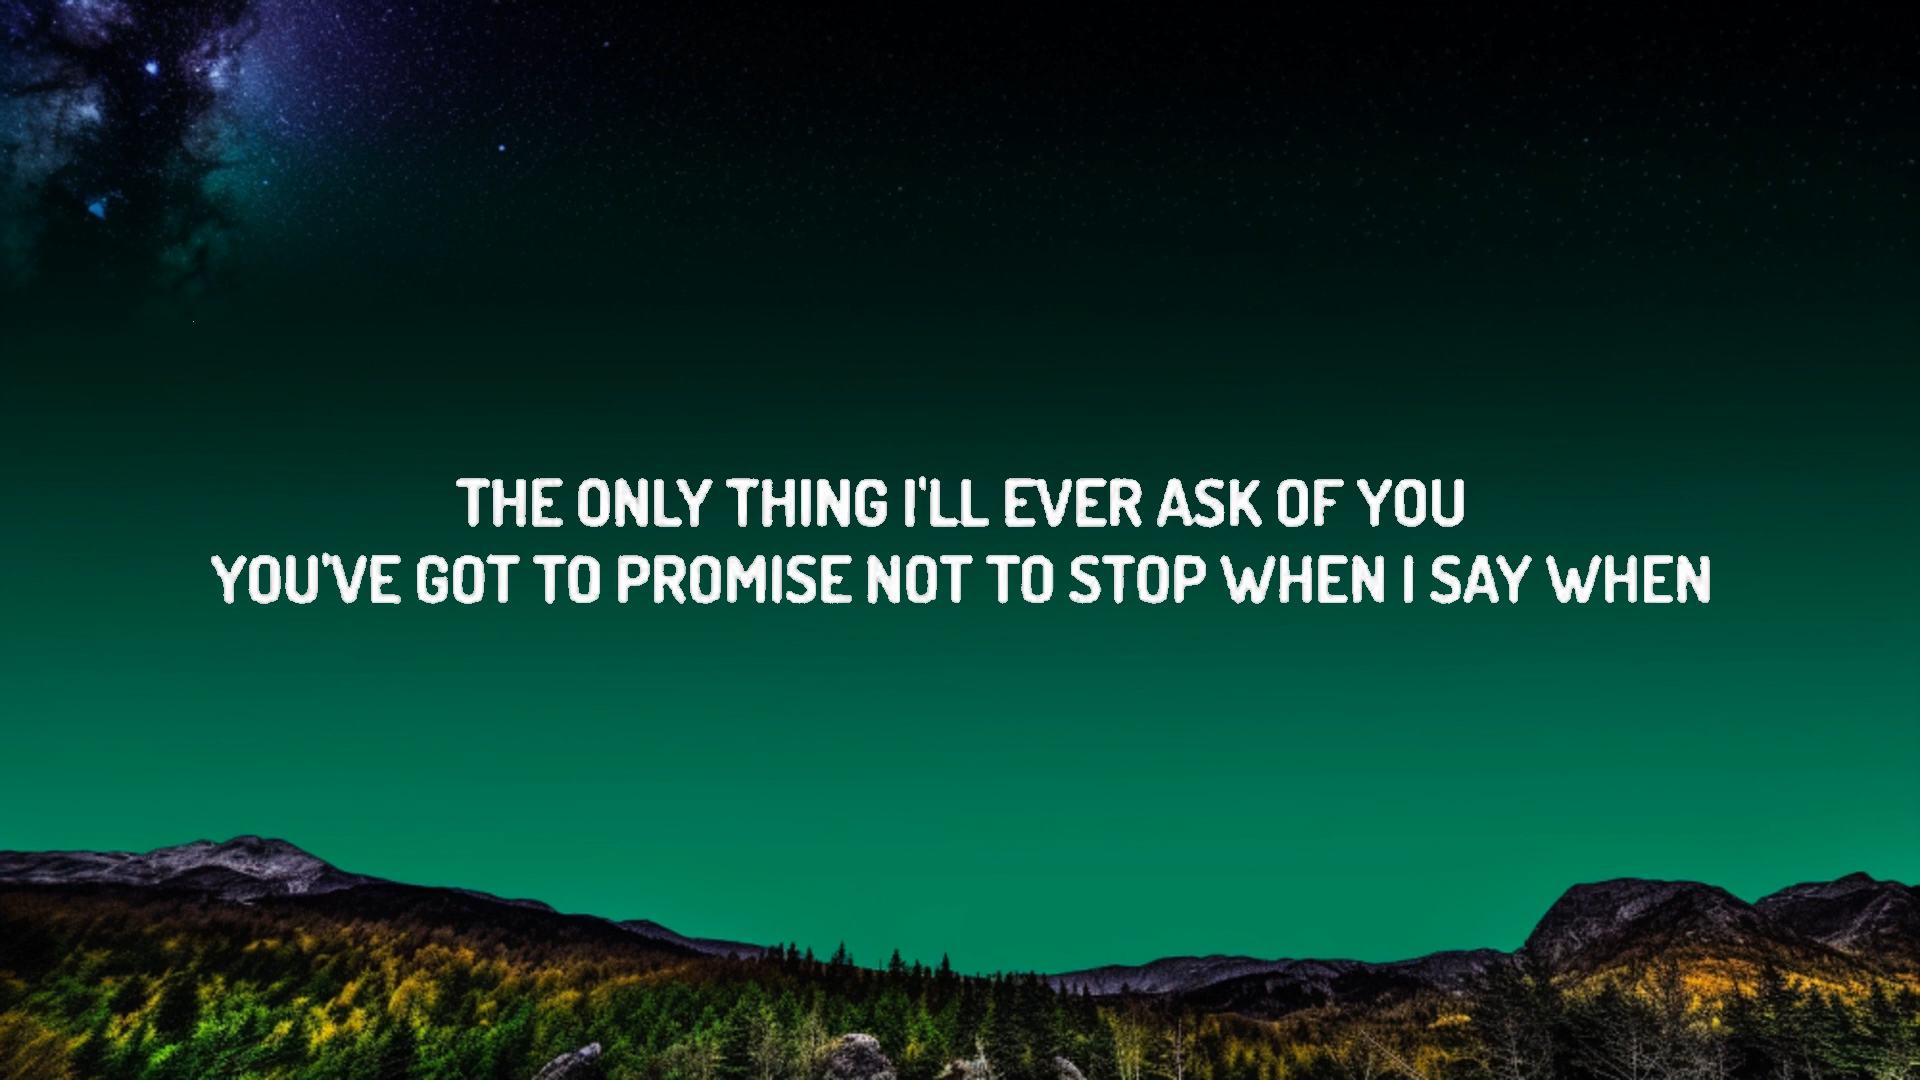 THE ONLY THING I'LL EVER ASK OF YOU
YOU'VE GOT TO PROMISE NOT TO STOP WHEN I SAY WHEN